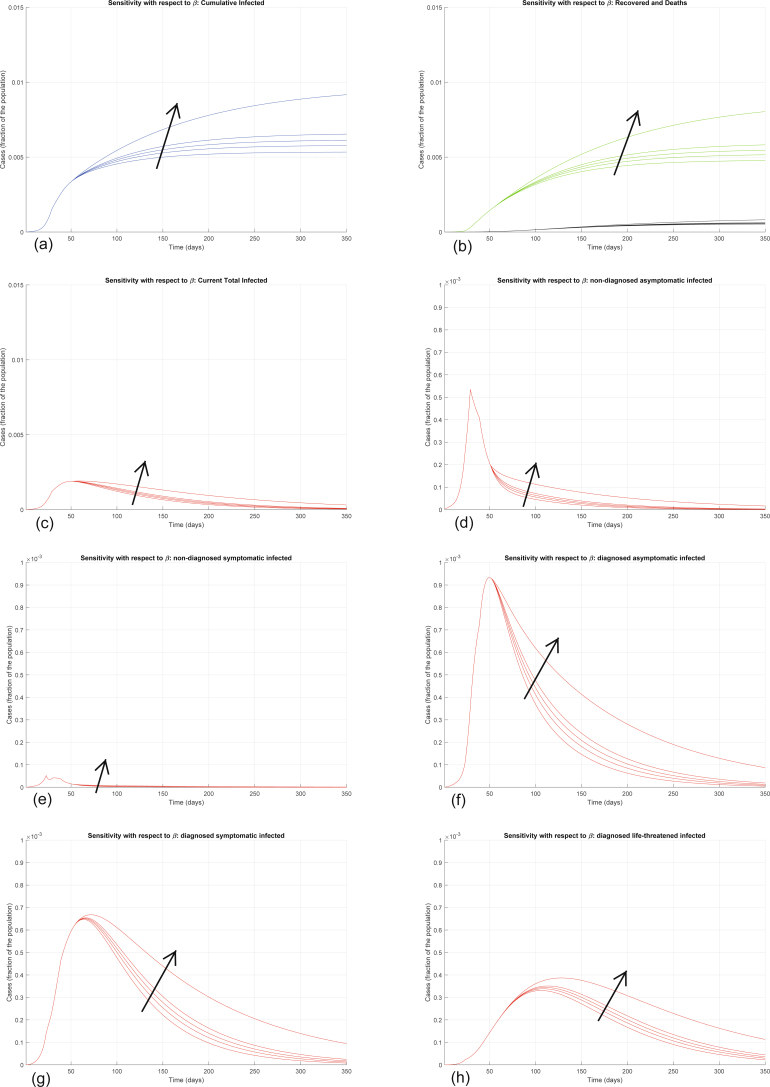 Sensitivity with respect to β: Cumulative Infected
Cases (fraction of the population)
0.015
0.01
0.005
0
50 100 150 200 250 300 350
Time (days)
(a)
Sensitivity with respect to β: Recovered and Deaths
Cases (fraction of the population)
0.015
0.01
0.005
0
50 100 150 200 250 300 350
Time (days)
(b)
Sensitivity with respect to β: Current Total Infected
Cases (fraction of the population)
0.015
0.01
0.005
0
50 100 150 200 250 300 350
Time (days)
(c)
Sensitivity with respect to β: non-diagnosed asymptomatic infected
×10-3
Cases (fraction of the population)
1
0.9
0.8
0.7
0.6
0.5
0.4
0.3
0.2
0.1
0
50 100 150 200 250 300 350
Time (days)
(d)
Sensitivity with respect to β: non-diagnosed symptomatic infected
×10-3
Cases (fraction of the population)
1
0.9
0.8
0.7
0.6
0.5
0.4
0.3
0.2
0.1
0
50 100 150 200 250 300 350
Time (days)
(e)
Sensitivity with respect to β: diagnosed asymptomatic infected
×10-3
Cases (fraction of the population)
1
0.9
0.8
0.7
0.6
0.5
0.4
0.3
0.2
0.1
0
50 100 150 200 250 300 350
Time (days)
(f)
Sensitivity with respect to β: diagnosed symptomatic infected
×10-3
Cases (fraction of the population)
1
0.9
0.8
0.7
0.6
0.5
0.4
0.3
0.2
0.1
0
50 100 150 200 250 300 350
Time (days)
(g)
Sensitivity with respect to β: diagnosed life-threatened infected
×10-3
Cases (fraction of the population)
1
0.9
0.8
0.7
0.6
0.5
0.4
0.3
0.2
0.1
0
50 100 150 200 250 300 350
Time (days)
(h)